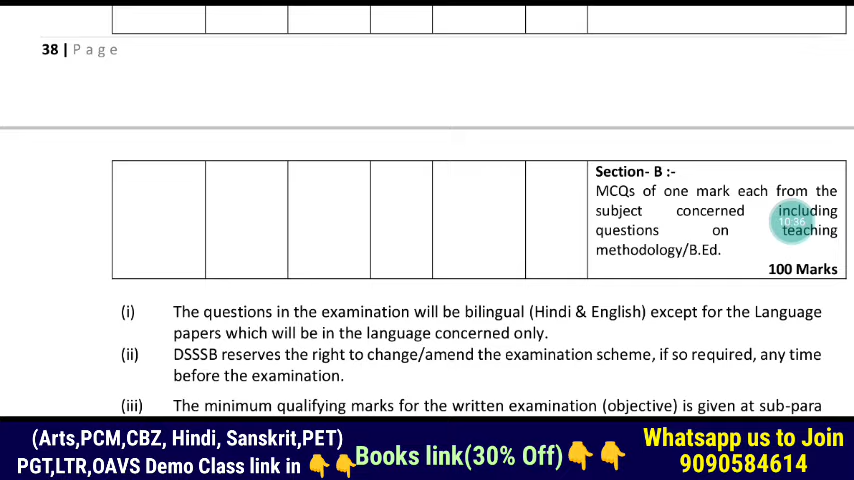 38 | P a g e
Section- B :-
MCQs of one mark each from the
subject concerned including
questions on teaching
methodology/B.Ed.
100 Marks
10:36
(i) The questions in the examination will be bilingual (Hindi & English) except for the Language
papers which will be in the language concerned only.
(ii) DSSSB reserves the right to change/amend the examination scheme, if so required, any time
before the examination.
(iii) The minimum qualifying marks for the written examination (objective) is given at sub-para
(Arts,PCM,CBZ, Hindi, Sanskrit,PET)
PGT,LTR,OAVS Demo Class link in 👇👇
Books link(30% Off)👇👇
Whatsapp us to Join
9090584614